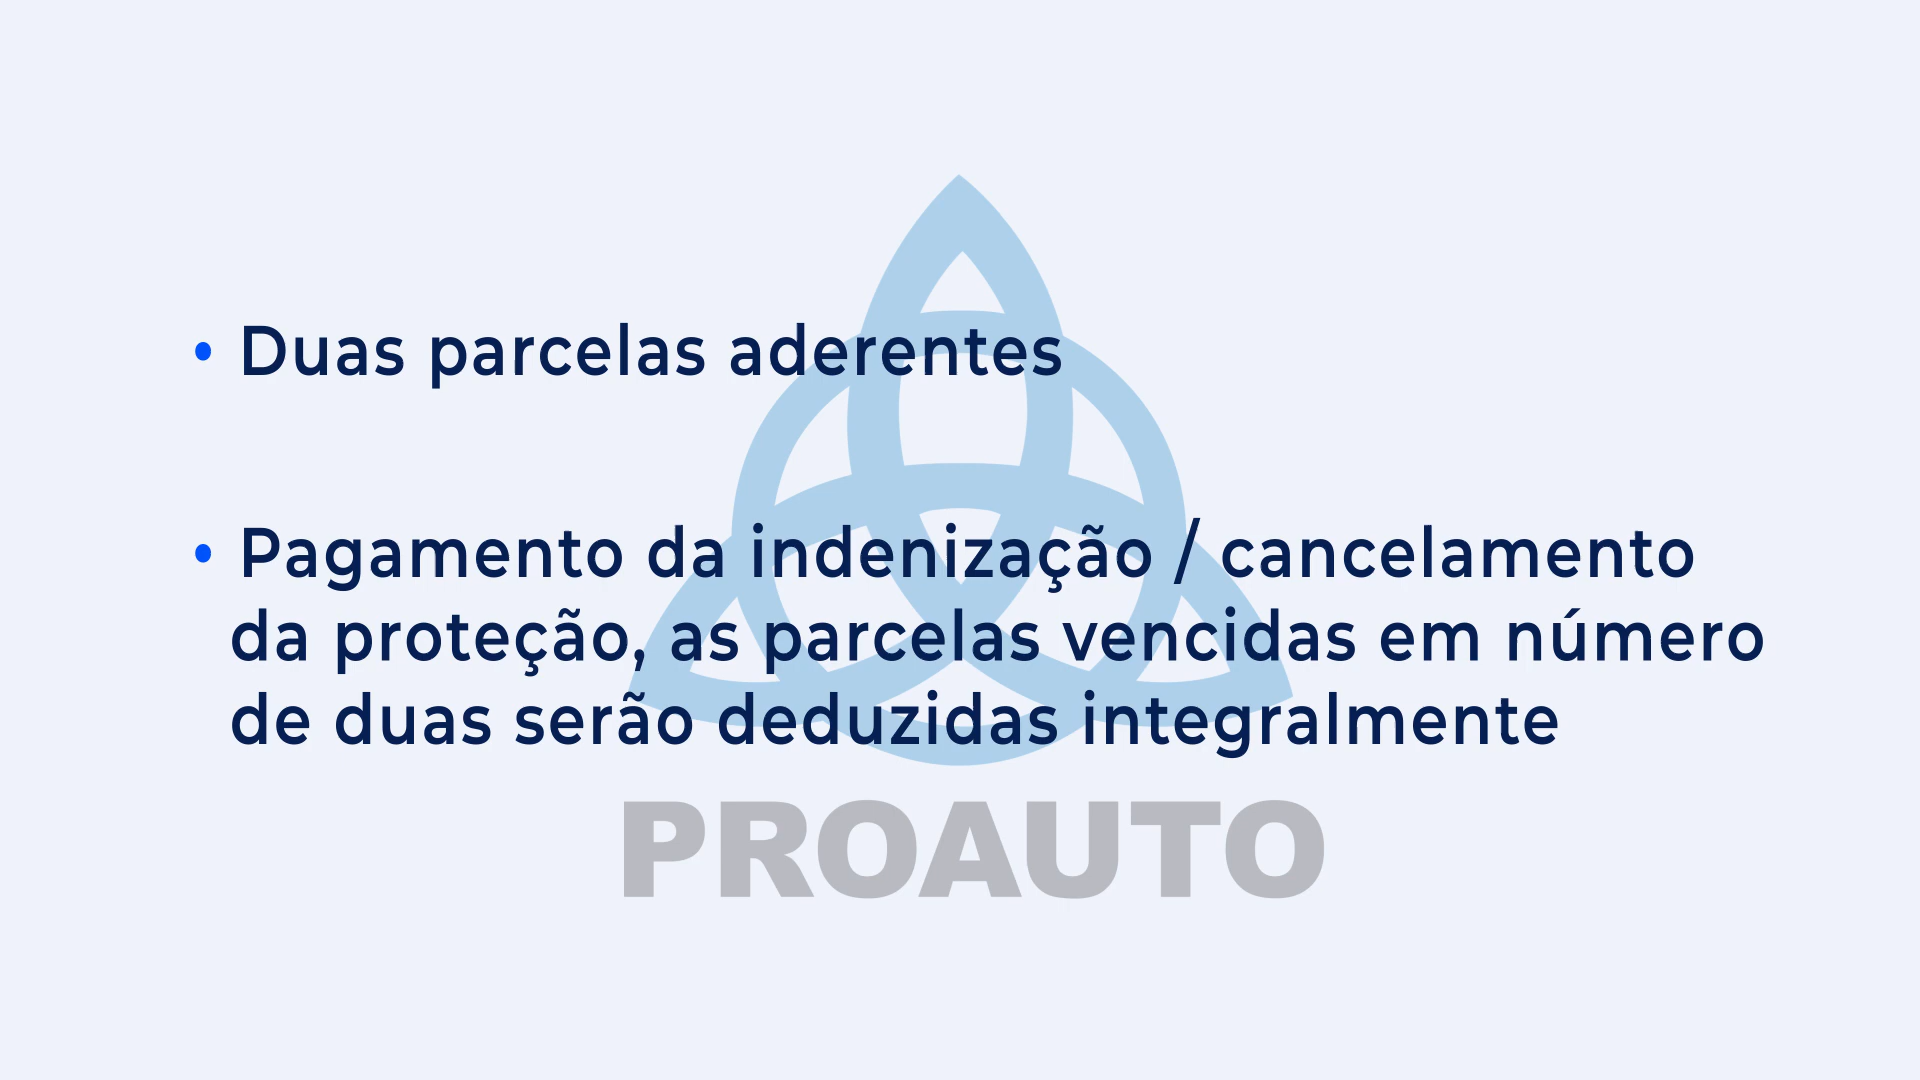 • Duas parcelas aderentes
• Pagamento da indenização / cancelamento
da proteção, as parcelas vencidas em número
de duas serão deduzidas integralmente
PROAUTO